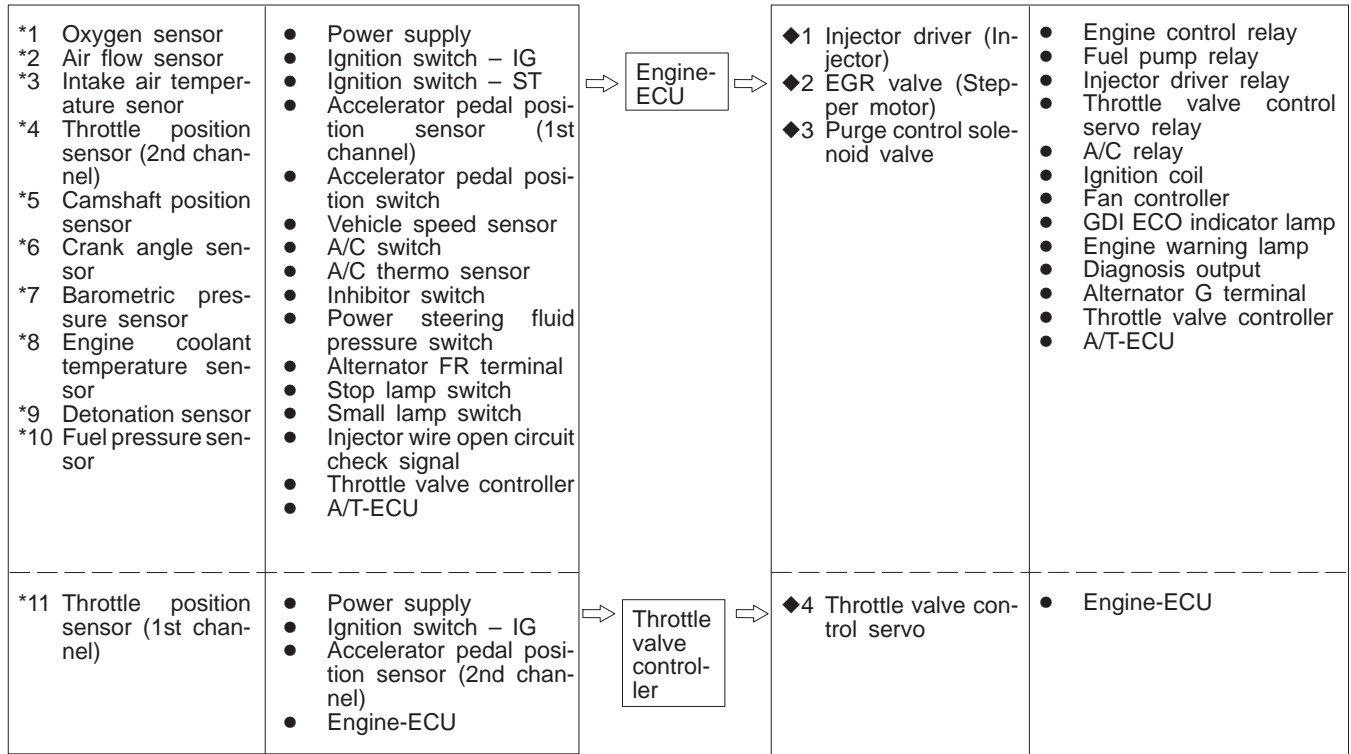 *1 Oxygen sensor
*2 Air flow sensor
*3 Intake air temper-
ature senor
*4 Throttle position
sensor (2nd chan-
nel)
*5 Camshaft position
sensor
*6 Crank angle sen-
sor
*7 Barometric pres-
sure sensor
*8 Engine coolant
temperature sen-
sor
*9 Detonation sensor
*10 Fuel pressure sen-
sor
● Power supply
● Ignition switch – IG
● Ignition switch – ST
● Accelerator pedal posi-
tion sensor (1st
channel)
● Accelerator pedal posi-
tion switch
● Vehicle speed sensor
● A/C switch
● A/C thermo sensor
● Inhibitor switch
● Power steering fluid
pressure switch
● Alternator FR terminal
● Stop lamp switch
● Small lamp switch
● Injector wire open circuit
check signal
● Throttle valve controller
● A/T-ECU
Engine-
ECU
◆1 Injector driver (In-
jector)
◆2 EGR valve (Step-
per motor)
◆3 Purge control sole-
noid valve
● Engine control relay
● Fuel pump relay
● Injector driver relay
● Throttle valve control
servo relay
● A/C relay
● Ignition coil
● Fan controller
● GDI ECO indicator lamp
● Engine warning lamp
● Diagnosis output
● Alternator G terminal
● Throttle valve controller
● A/T-ECU
*11 Throttle position
sensor (1st chan-
nel)
● Power supply
● Ignition switch – IG
● Accelerator pedal posi-
tion sensor (2nd chan-
nel)
● Engine-ECU
Throttle
valve
control-
ler
◆4 Throttle valve con-
trol servo
● Engine-ECU